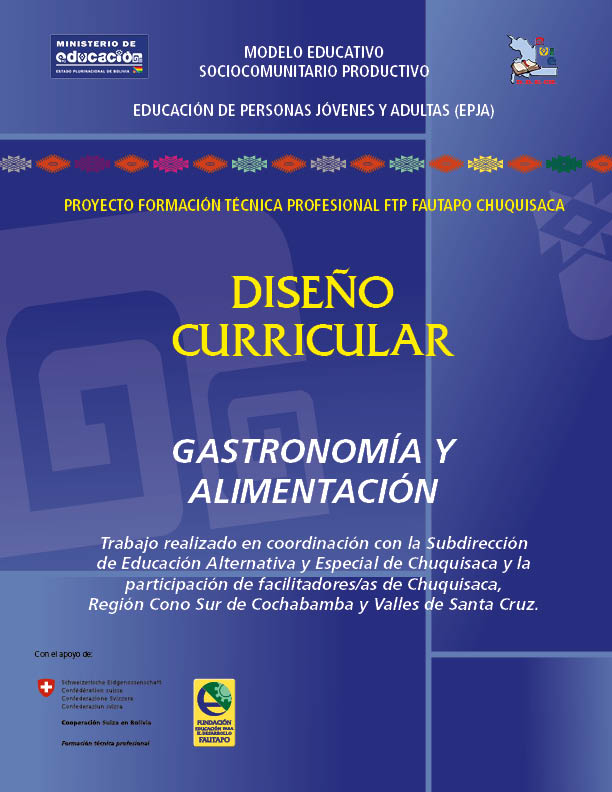 MINISTERIO DE
educación
ESTADO PLURINACIONAL DE BOLIVIA
MODELO EDUCATIVO
SOCIOCOMUNITARIO PRODUCTIVO
EDUCACIÓN DE PERSONAS JÓVENES Y ADULTAS (EPJA)
PROYECTO FORMACIÓN TÉCNICA PROFESIONAL FTP FAUTAPO CHUQUISACA
DISEÑO
CURRICULAR
GASTRONOMÍA Y
ALIMENTACIÓN
Trabajo realizado en coordinación con la Subdirección
de Educación Alternativa y Especial de Chuquisaca y la
participación de facilitadores/as de Chuquisaca,
Región Cono Sur de Cochabamba y Valles de Santa Cruz.
Con el apoyo de:
Schweizerische Eidgenossenschaft
Confédération suisse
Confederazione Svizzera
Confederaziun svizra
Cooperación Suiza en Bolivia
Formación técnica profesional
FUNDACIÓN
EDUCACIÓN PARA
EL DESARROLLO
FAUTAPO